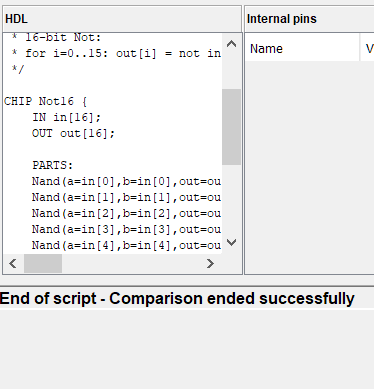 HDL
Internal pins
* 16-bit Not:
* for i=0..15: out[i] = not in
*/
Name
V
CHIP Not16 {
IN in[16];
OUT out[16];
PARTS:
Nand(a=in[0],b=in[0],out=ou
Nand(a=in[1],b=in[1],out=ou
Nand(a=in[2],b=in[2],out=ou
Nand(a=in[3],b=in[3],out=ou
Nand(a=in[4],b=in[4],out=ou
End of script - Comparison ended successfully